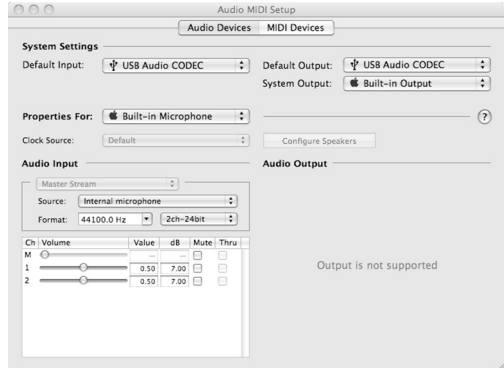 Audio MIDI Setup
Audio Devices MIDI Devices
System Settings
Default Input: USB Audio CODEC Default Output: USB Audio CODEC
System Output: Built-in Output
Properties For: Built-in Microphone ?
Clock Source: Default Configure Speakers
Audio Input Audio Output
Master Stream
Source: Internal microphone
Format: 44100.0 Hz 2ch-24bit
Ch Volume Value dB Mute Thru
M — —
1 0.50 7.00
2 0.50 7.00
Output is not supported